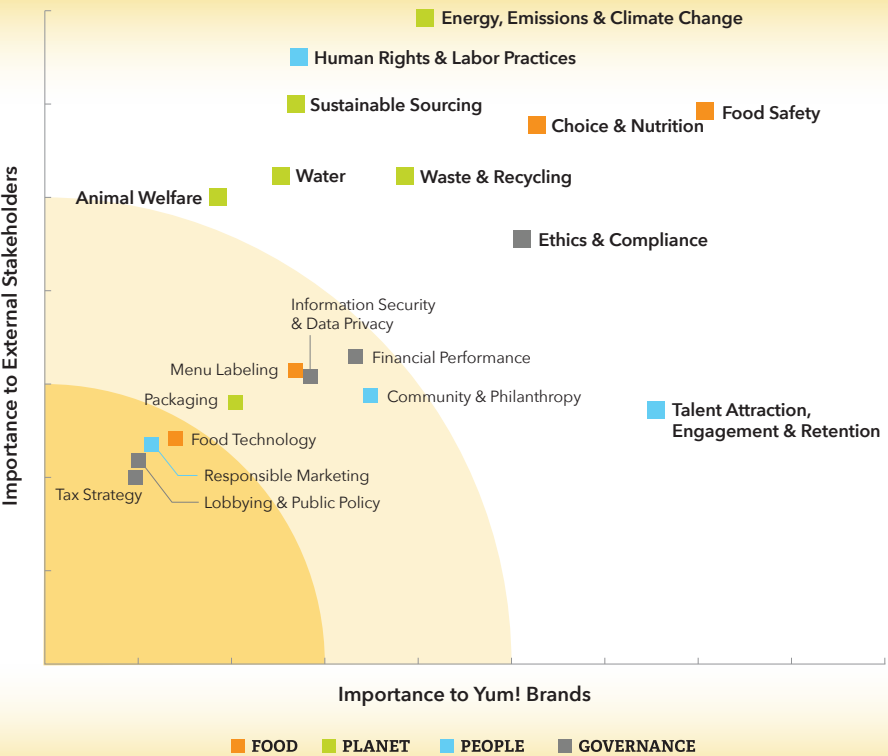 Energy, Emissions & Climate Change
Human Rights & Labor Practices
Sustainable Sourcing
Food Safety
Choice & Nutrition
Water
Waste & Recycling
Animal Welfare
Ethics & Compliance
Information Security
& Data Privacy
Financial Performance
Menu Labeling
Community & Philanthropy
Packaging
Talent Attraction,
Engagement & Retention
Food Technology
Responsible Marketing
Tax Strategy
Lobbying & Public Policy
Importance to External Stakeholders
Importance to Yum! Brands
FOOD PLANET PEOPLE GOVERNANCE